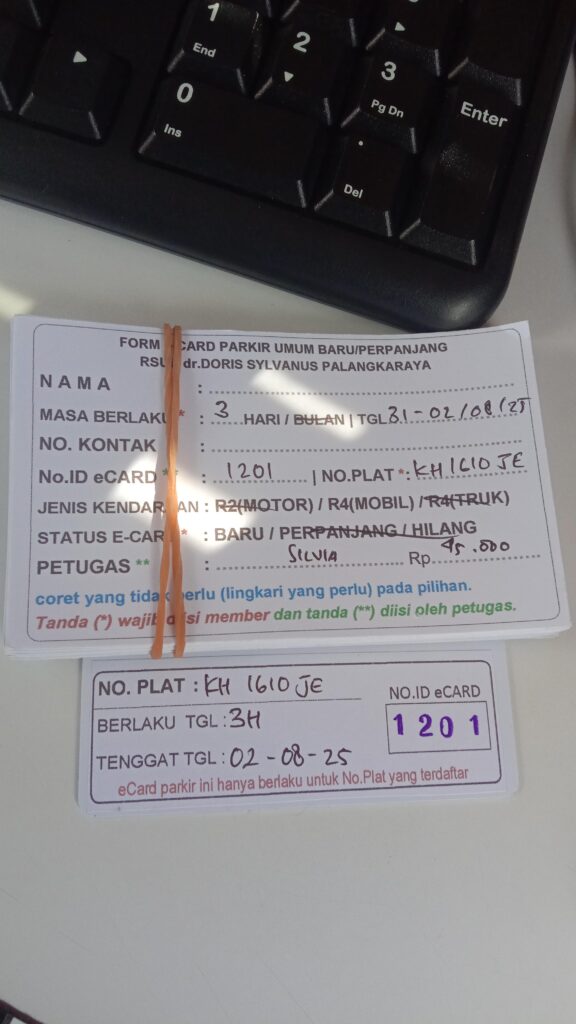 1
End
2
3
Pg Dn
Enter
0
Ins
.
Del
FORM CARD PARKIR UMUM BARU/PERPANJANG
RSU dr.DORIS SYLVANUS PALANGKARAYA
NAMA :
MASA BERLAKU * : 3 HARI / BULAN | TGL 31-02/08/25
NO. KONTAK :
No.ID eCARD ** : 1201 | NO.PLAT *: KH 1610 JE
JENIS KENDARAAN : R2(MOTOR) / R4(MOBIL) / R4(TRUK)
STATUS E-CARD * : BARU / PERPANJANG / HILANG
PETUGAS ** : SILVIA Rp 45.000
coret yang tidak perlu (lingkari yang perlu) pada pilihan.
Tanda (*) wajib diisi member dan tanda (**) diisi oleh petugas.
NO. PLAT : KH 1610 JE
NO.ID eCARD
BERLAKU TGL : 3H
1201
TENGGAT TGL : 02-08-25
eCard parkir ini hanya berlaku untuk No.Plat yang terdaftar